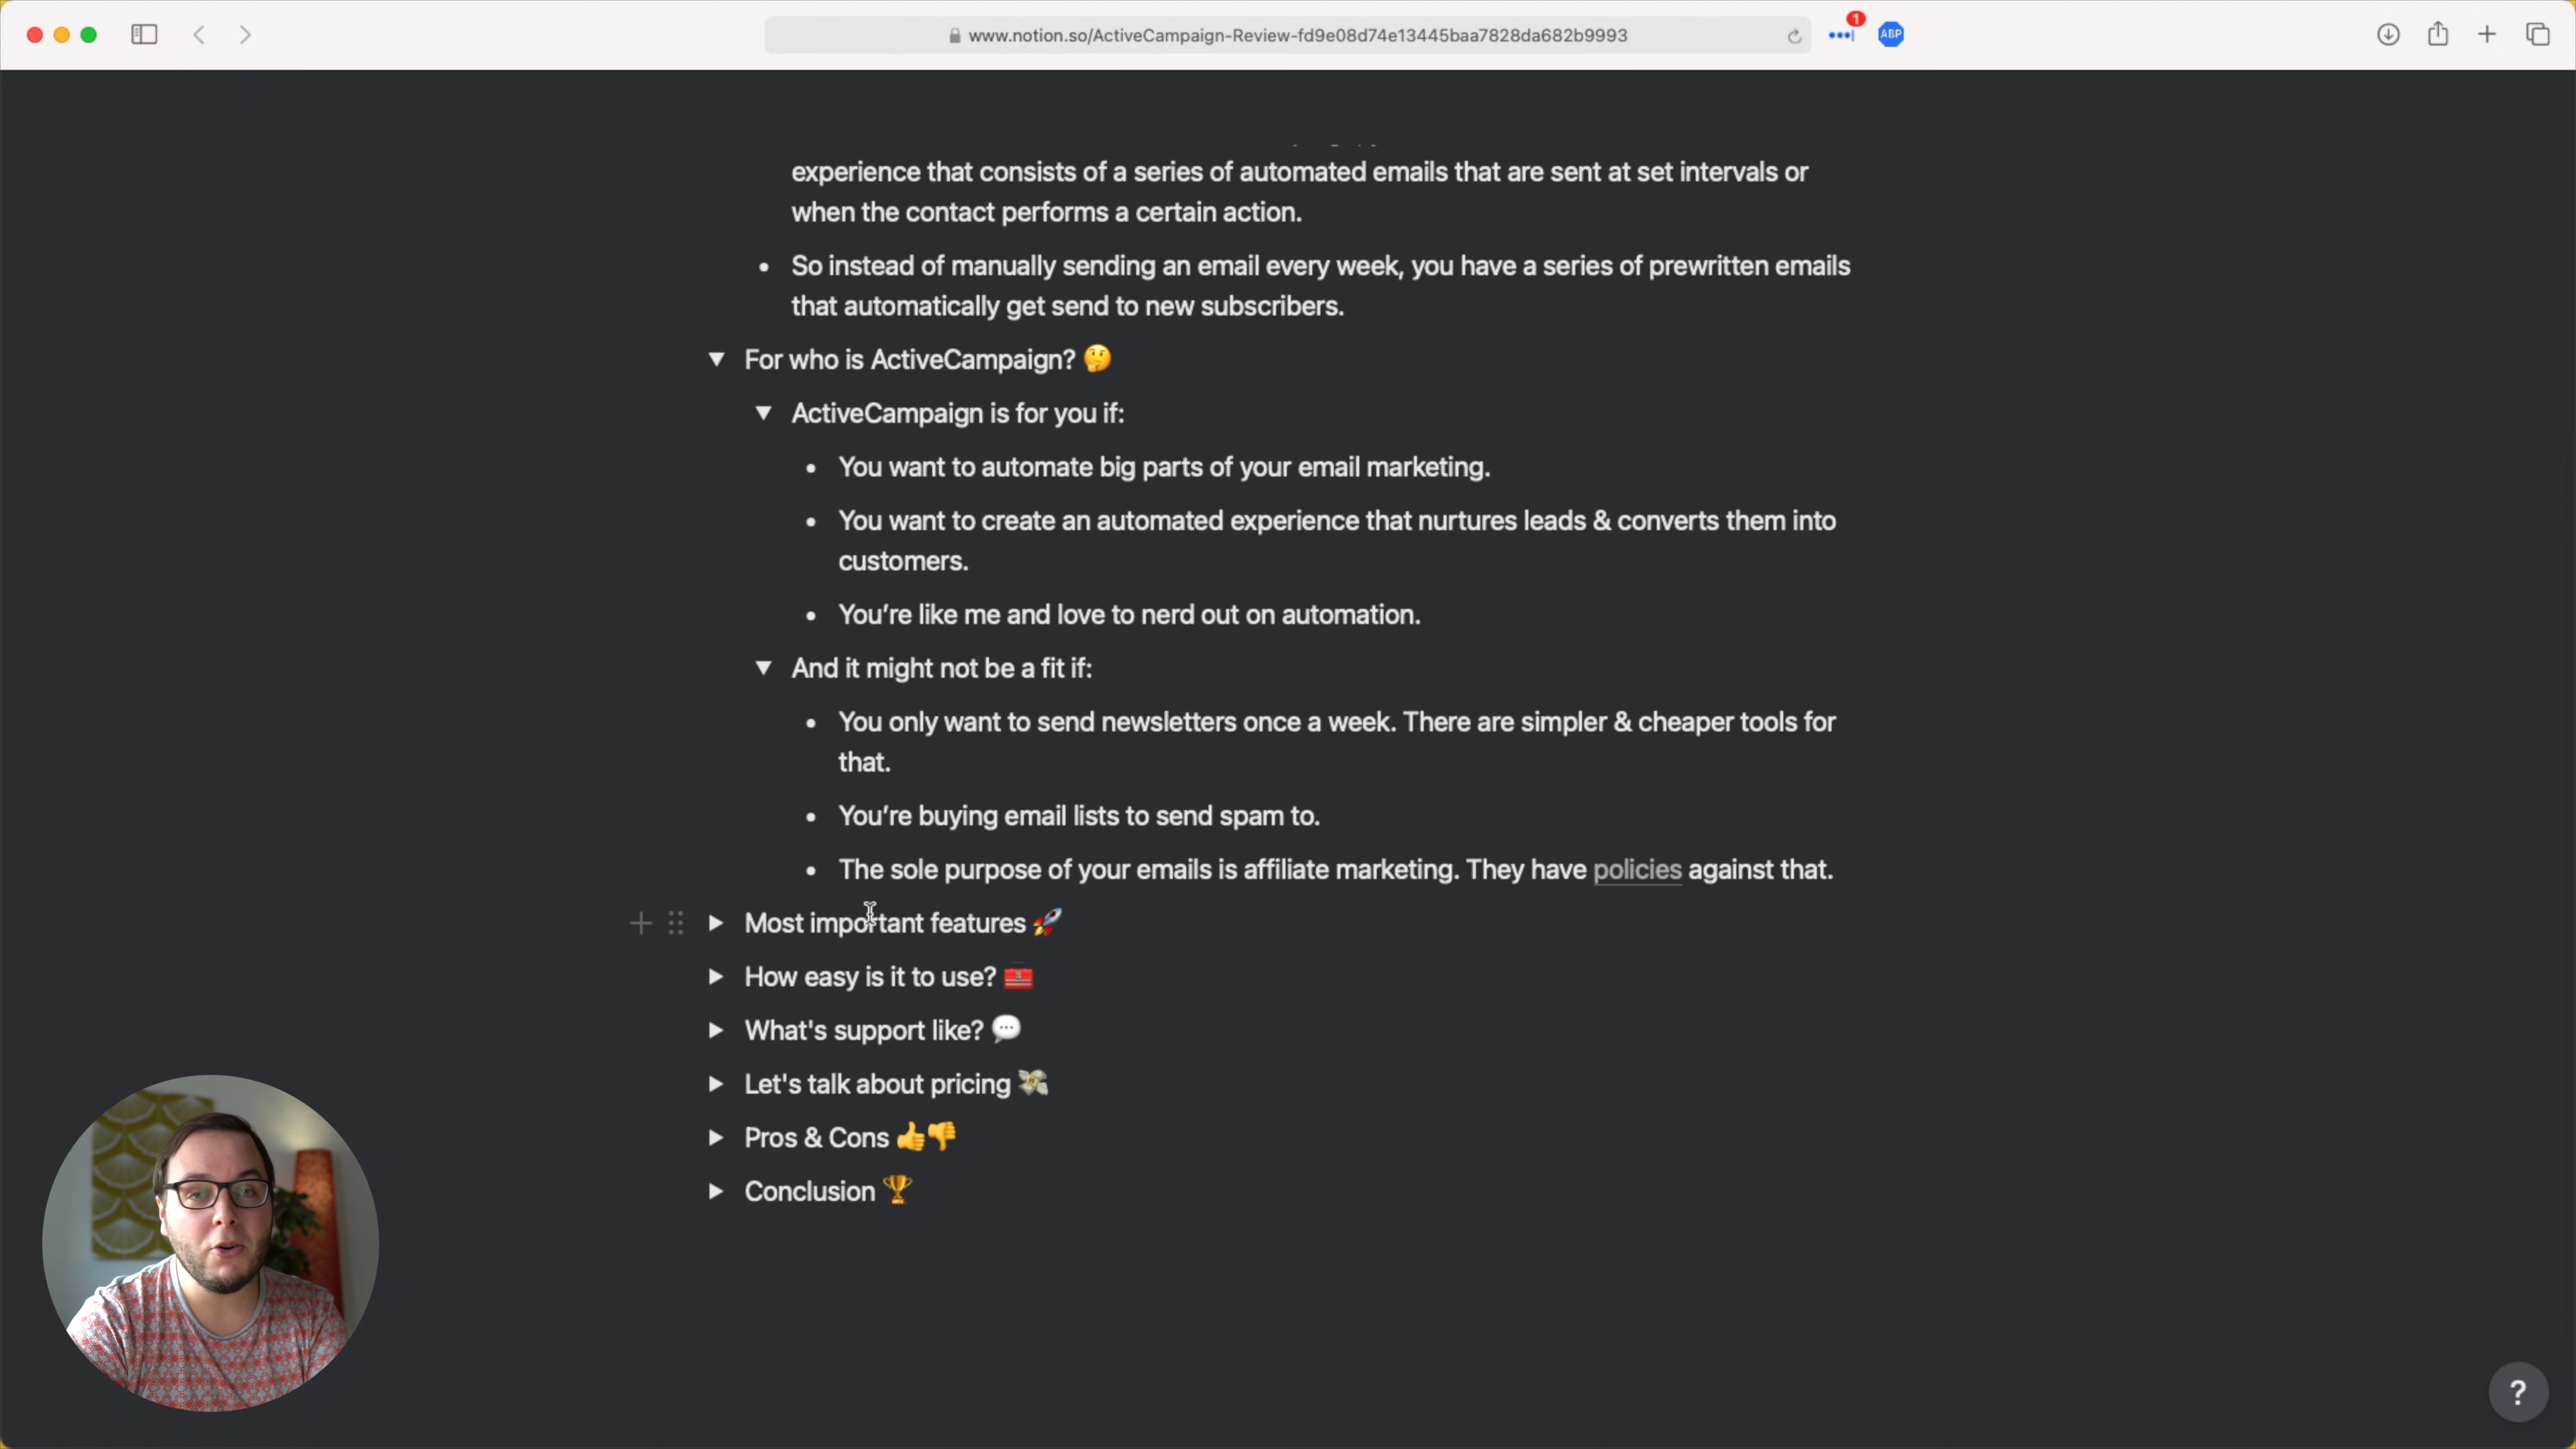 www.notion.so/ActiveCampaign-Review-fd9e08d74e13445baa7828da682b9993
1
ABP
experience that consists of a series of automated emails that are sent at set intervals or
when the contact performs a certain action.
• So instead of manually sending an email every week, you have a series of prewritten emails
that automatically get send to new subscribers.
▼ For who is ActiveCampaign? 🤔
▼ ActiveCampaign is for you if:
• You want to automate big parts of your email marketing.
• You want to create an automated experience that nurtures leads & converts them into
customers.
• You’re like me and love to nerd out on automation.
▼ And it might not be a fit if:
• You only want to send newsletters once a week. There are simpler & cheaper tools for
that.
• You’re buying email lists to send spam to.
• The sole purpose of your emails is affiliate marketing. They have policies against that.
▶ Most important features 🚀
▶ How easy is it to use? 🧰
▶ What's support like? 💬
▶ Let's talk about pricing 💸
▶ Pros & Cons 👍👎
▶ Conclusion 🏆
?